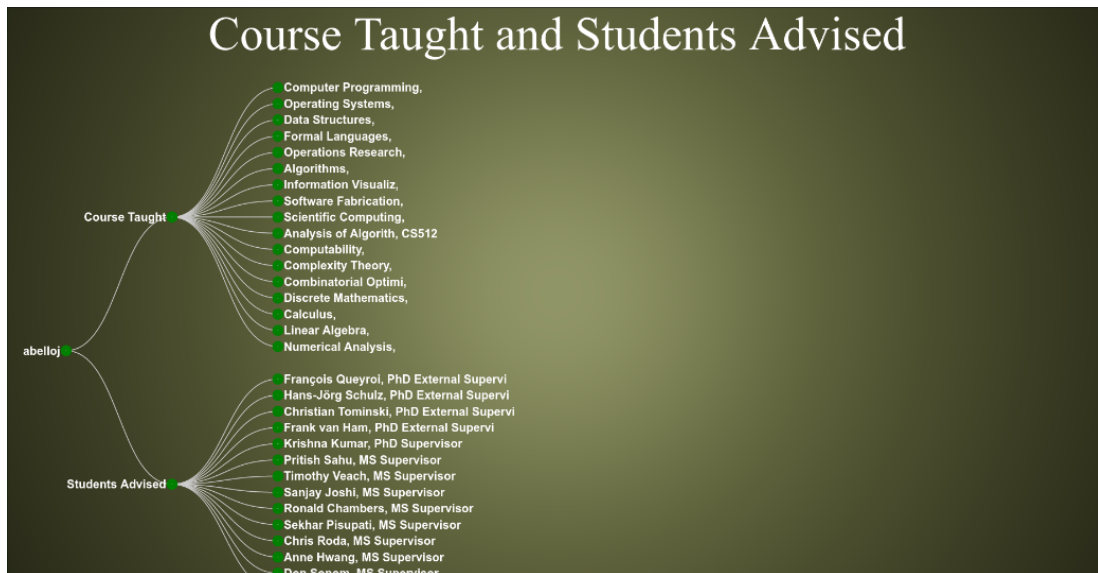 Course Taught and Students Advised
Computer Programming,
Operating Systems,
Data Structures,
Formal Languages,
Operations Research,
Algorithms,
Information Visualiz,
Software Fabrication,
Course Taught
Scientific Computing,
Analysis of Algorith, CS512
Computability,
Complexity Theory,
Combinatorial Optimi,
Discrete Mathematics,
Calculus,
Linear Algebra,
Numerical Analysis,
abelloj
François Queyroi, PhD External Supervi
Hans-Jörg Schulz, PhD External Supervi
Christian Tominski, PhD External Supervi
Frank van Ham, PhD External Supervi
Krishna Kumar, PhD Supervisor
Pritish Sahu, MS Supervisor
Timothy Veach, MS Supervisor
Students Advised
Sanjay Joshi, MS Supervisor
Ronald Chambers, MS Supervisor
Sekhar Pisupati, MS Supervisor
Chris Roda, MS Supervisor
Anne Hwang, MS Supervisor
MS Supervisor